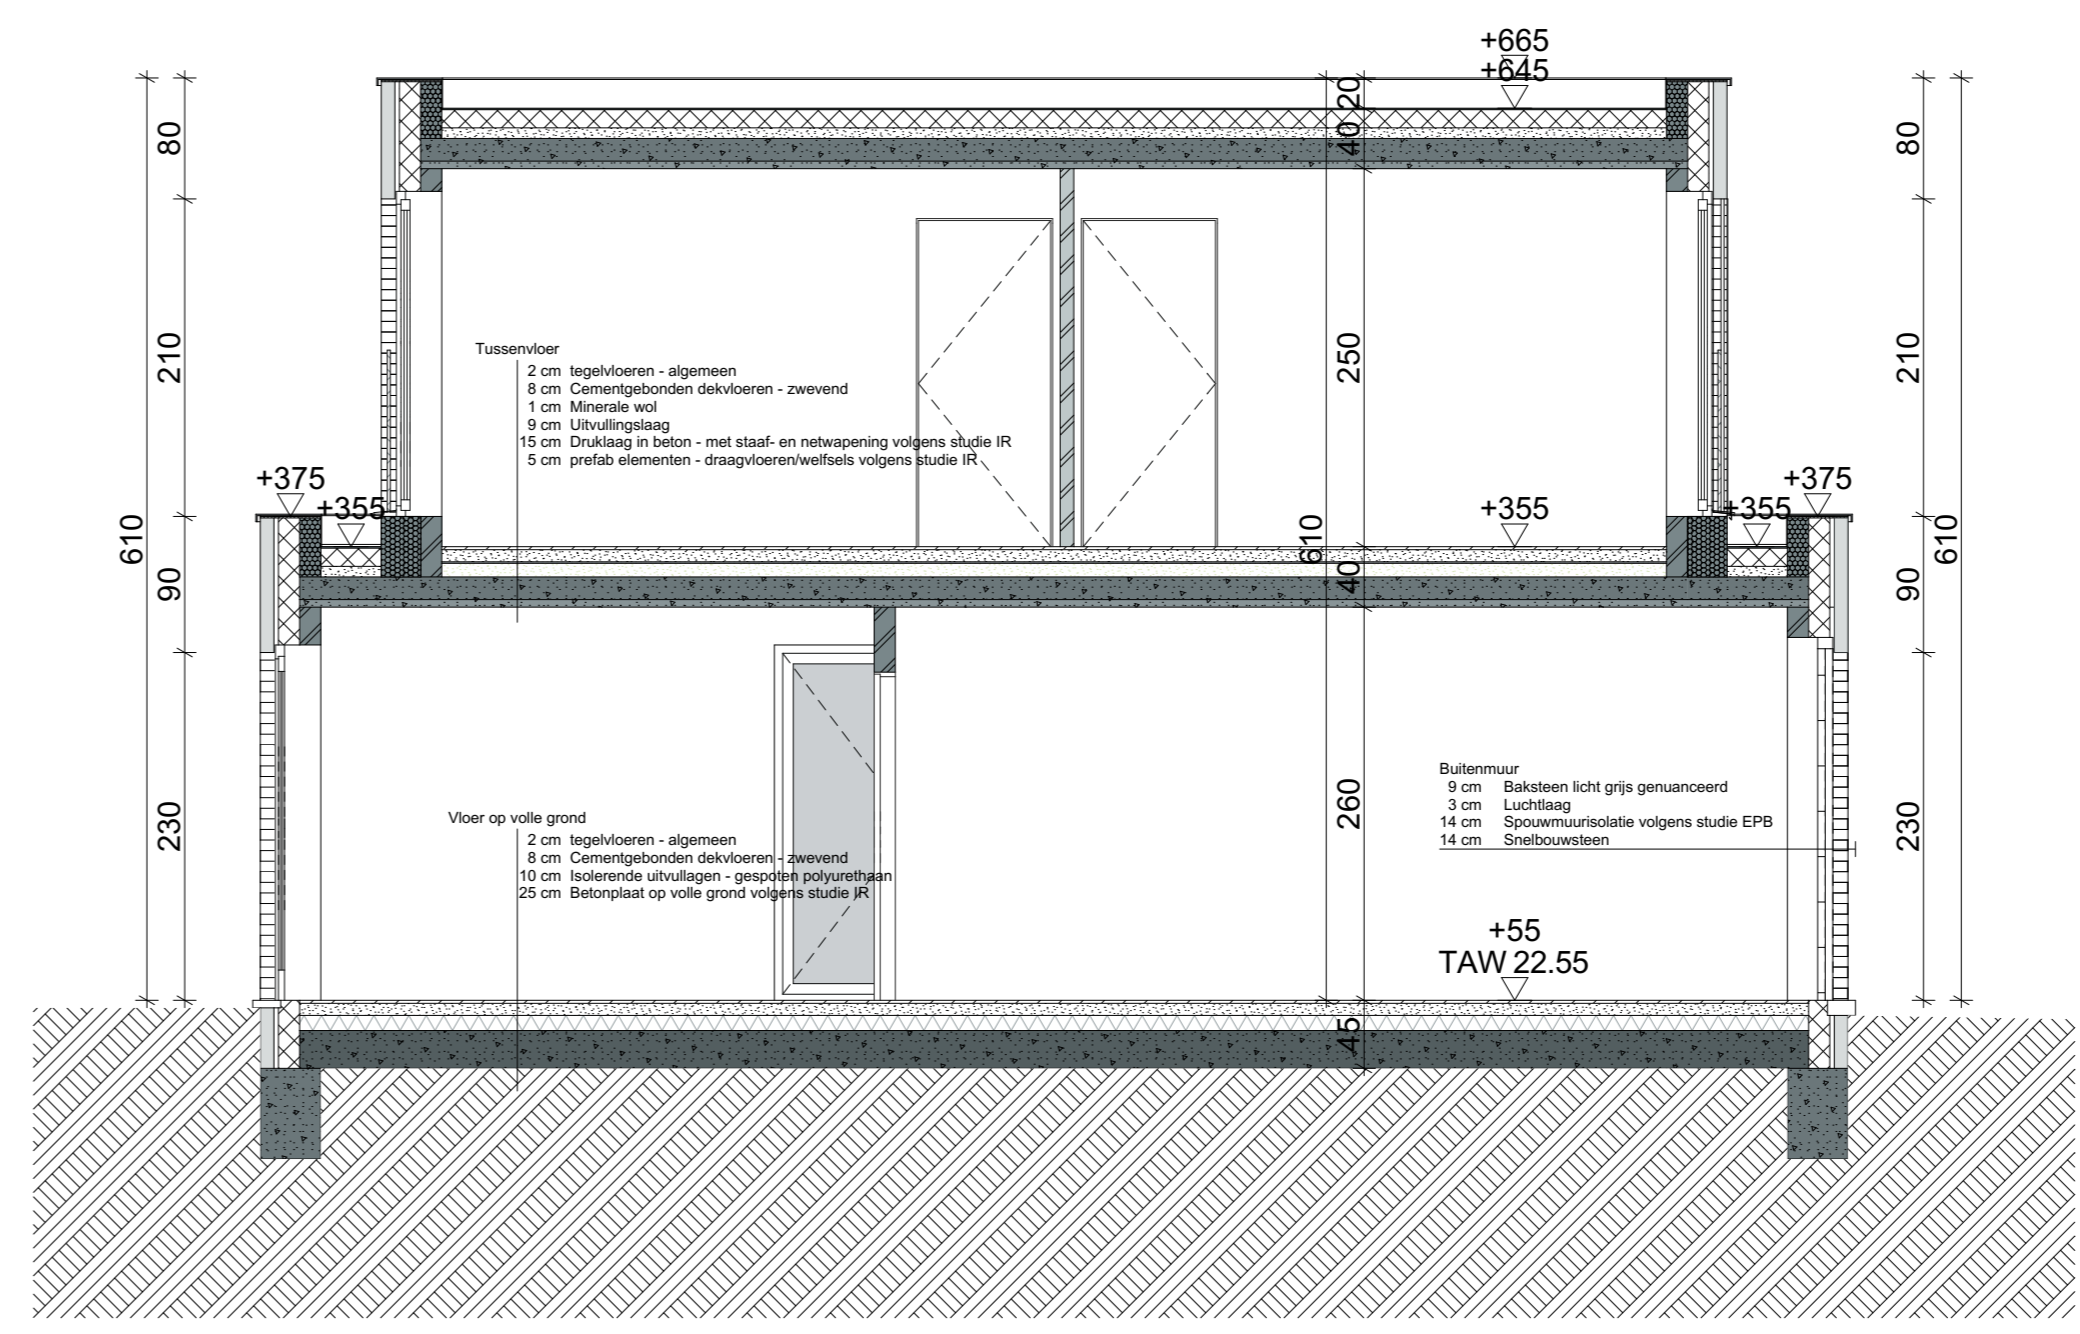 +665
+645
20
80
40
80
210
250
210
Tussenvloer
2 cm tegelvloeren - algemeen
8 cm Cementgebonden dekvloeren - zwevend
1 cm Minerale wol
9 cm Uitvullingslaag
15 cm Druklaag in beton - met staaf- en netwapening volgens studie IR
5 cm prefab elementen - draagvloeren/welfsels volgens studie IR
+375
+355
+355
+375
+355
610
610
610
90
40
90
230
260
230
Buitenmuur
9 cm Baksteen licht grijs genuanceerd
3 cm Luchtlaag
14 cm Spouwmuurisolatie volgens studie EPB
14 cm Snelbouwsteen
Vloer op volle grond
2 cm tegelvloeren - algemeen
8 cm Cementgebonden dekvloeren - zwevend
10 cm Isolerende uitvullagen - gespoten polyurethaan
25 cm Betonplaat op volle grond volgens studie IR
+55
TAW 22.55
45